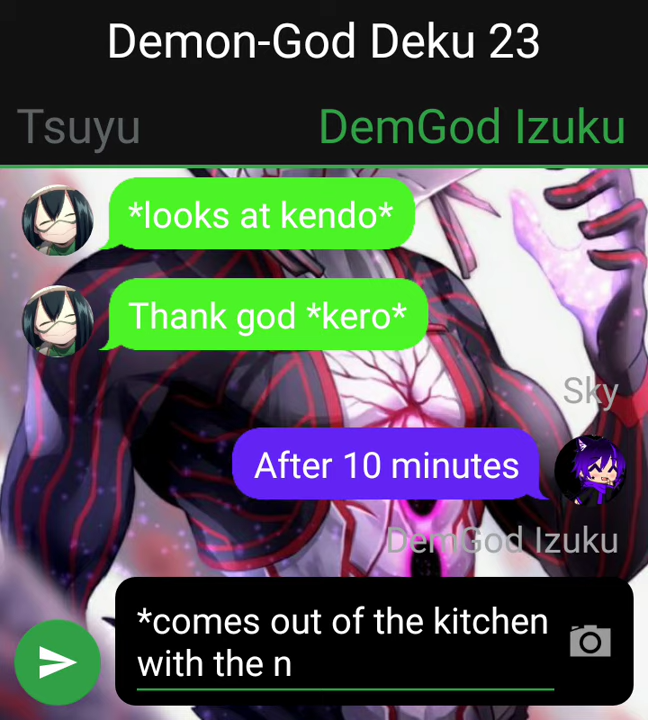 Demon-God Deku 23
Tsuyu
DemGod Izuku
*looks at kendo*
Thank god *kero*
Sky
After 10 minutes
DemGod Izuku
*comes out of the kitchen
with the n